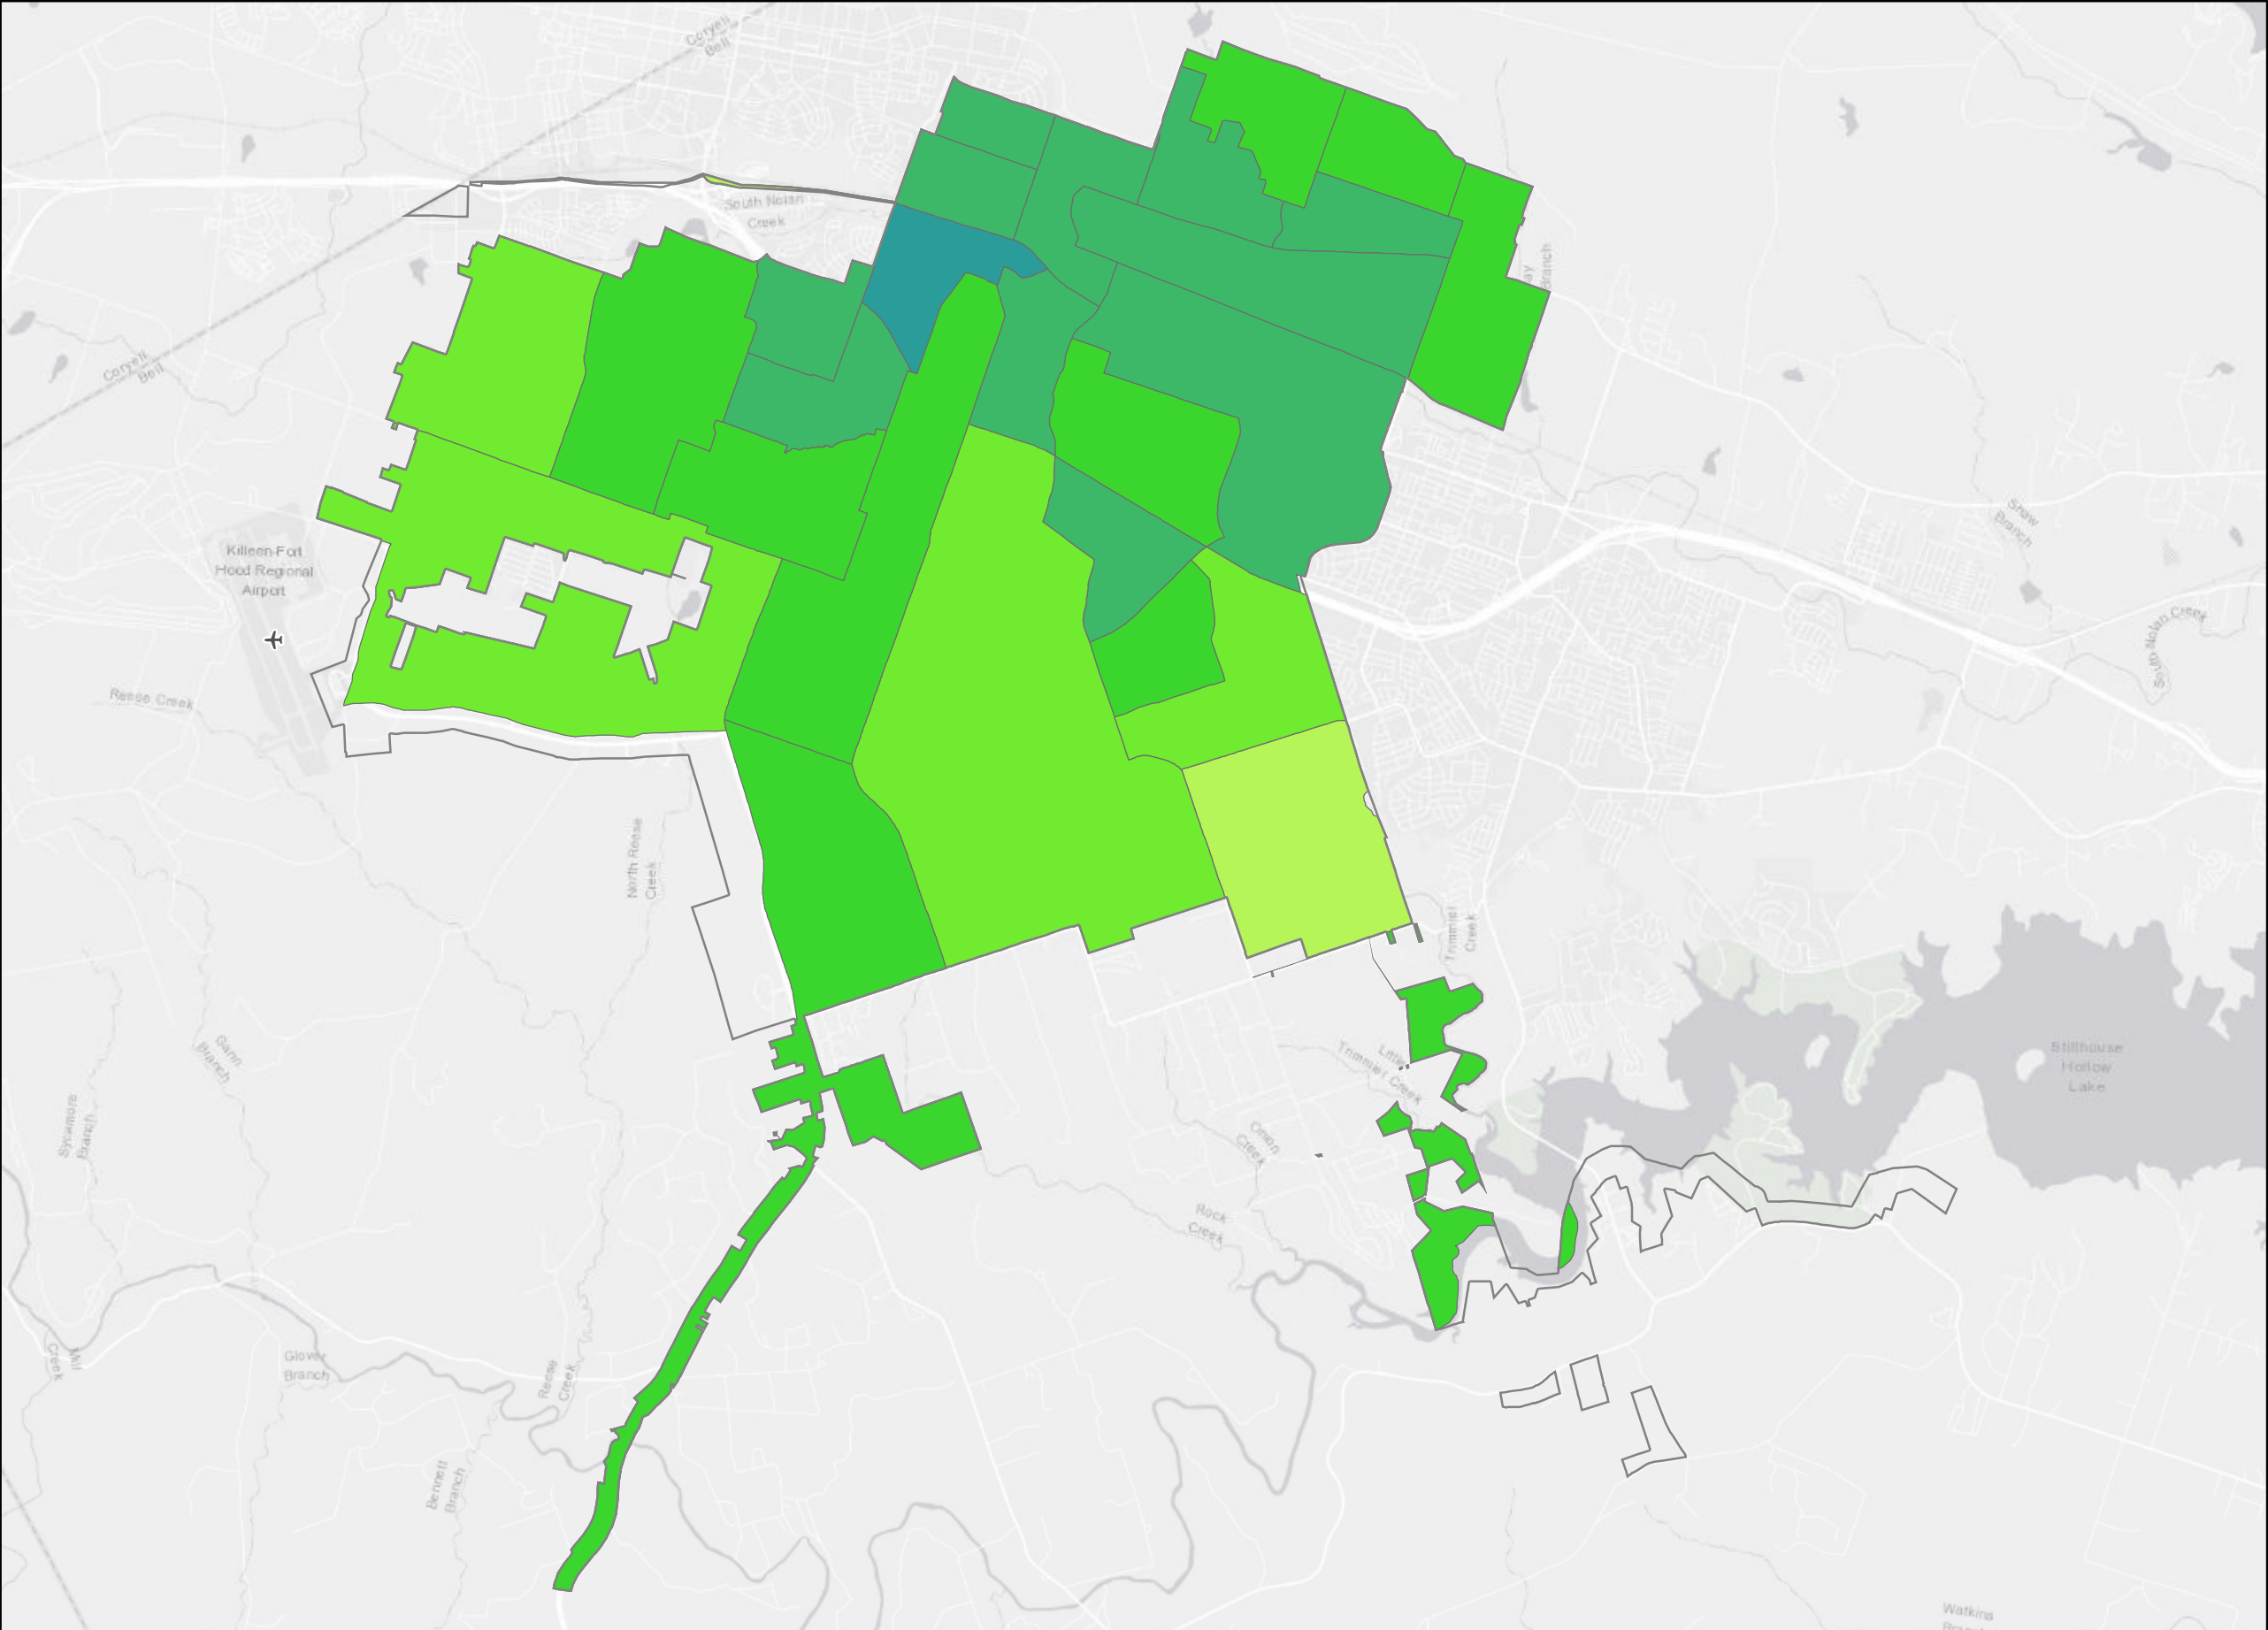 Coryell
Bell
South Nolan
Creek
ay
Branch
Coryell
Bell
Shaw
Branch
Killeen-Fort
Hood Regional
Airport
South Nolan Creek
Reese Creek
North Reese
Creek
Trimmier
Creek
Stillhouse
Hollow
Lake
Gann
Branch
Little
Trimmier Creek
Sycamore
Branch
Onion
Creek
Rock
Creek
Mill
Creek
Glover
Branch
Reese
Creek
Bennett
Branch
Watkins